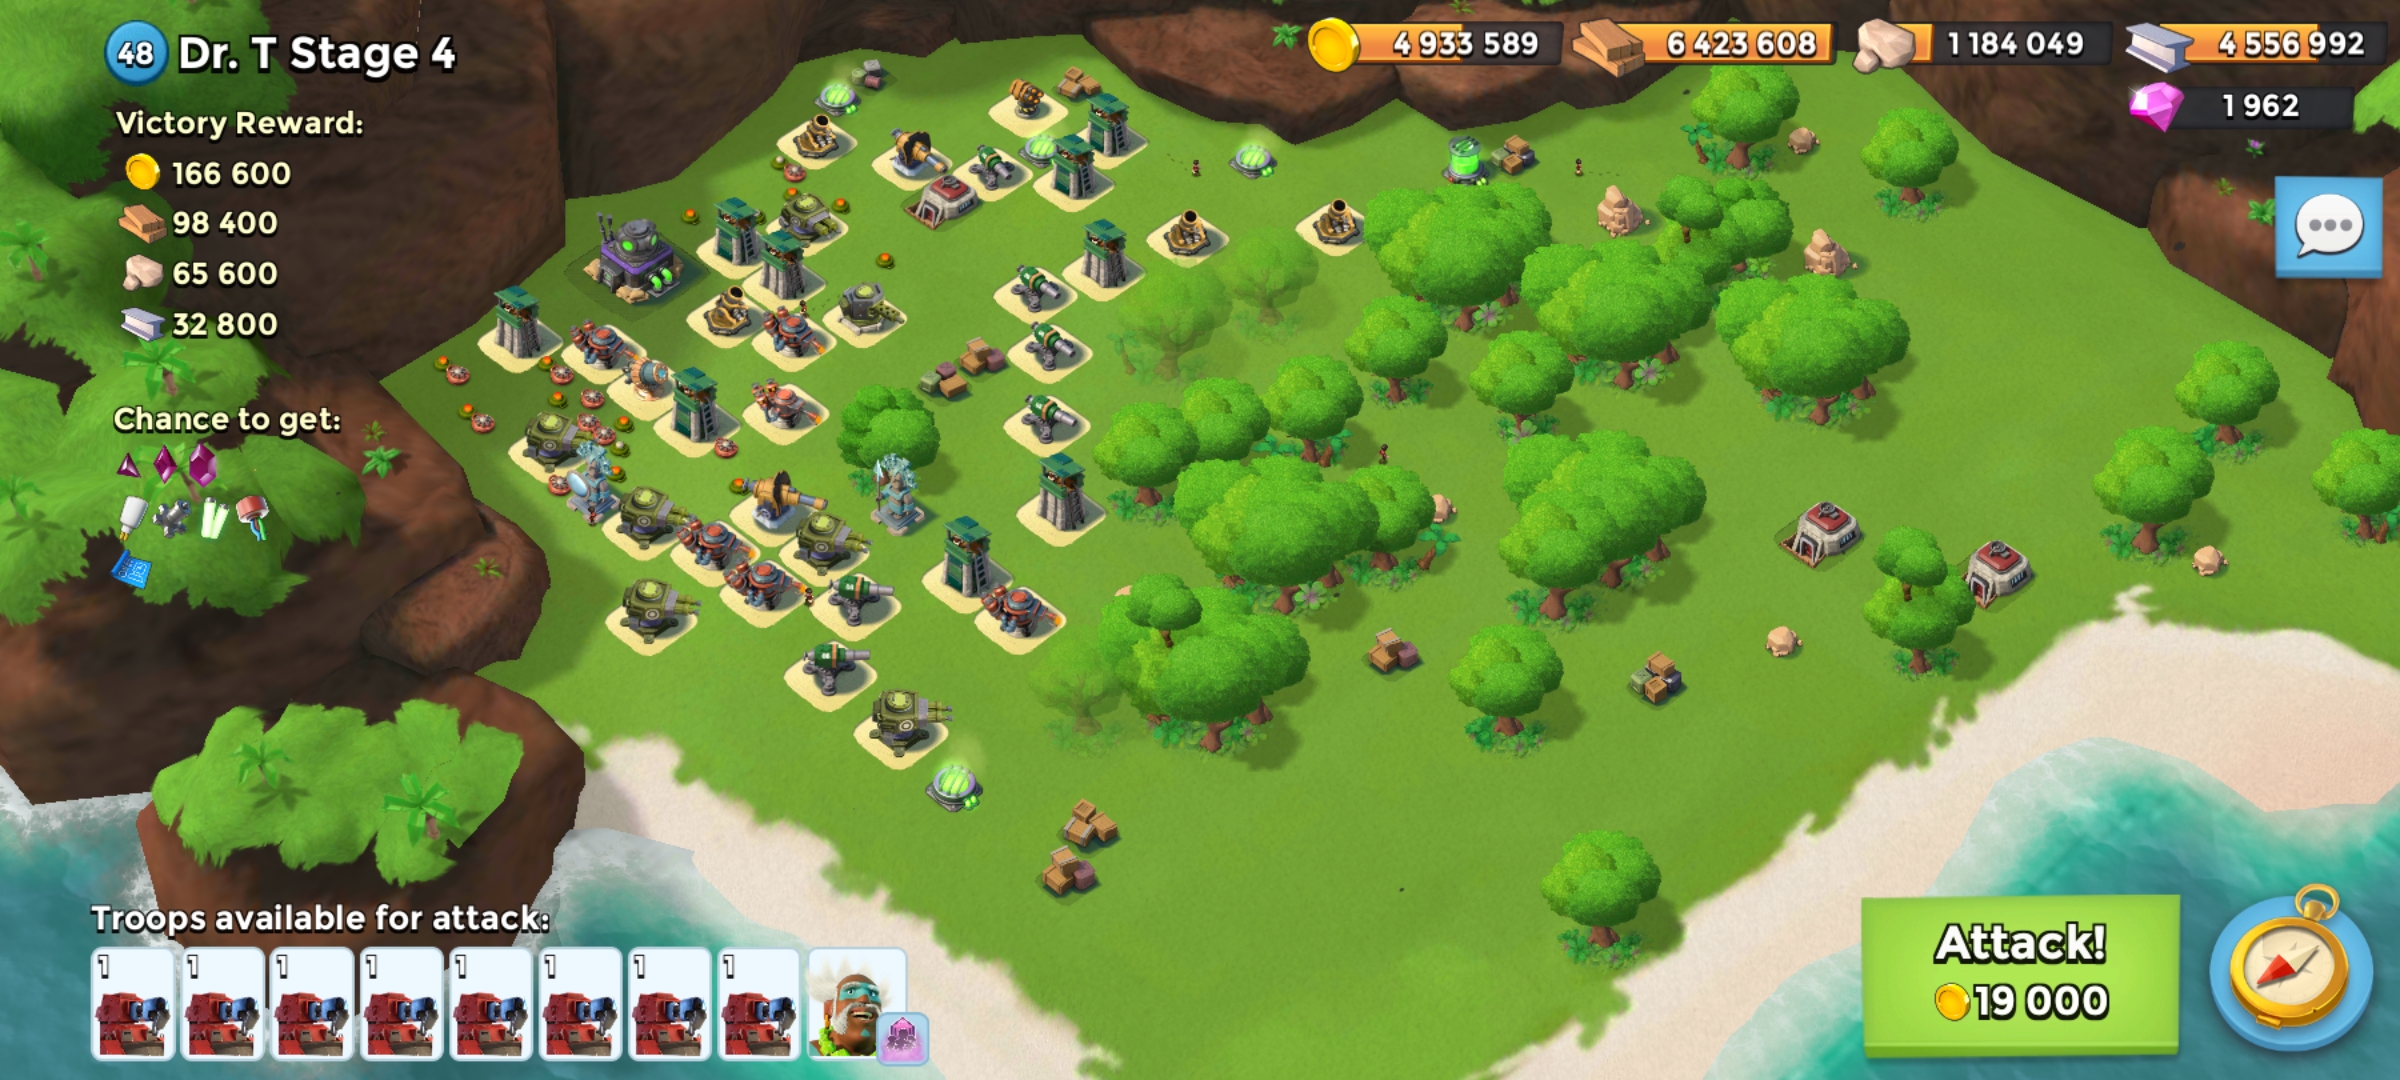 48 Dr. T Stage 4
4 933 589
6 423 608
1 184 049
4 556 992
1 962
Victory Reward:
166 600
98 400
65 600
32 800
Chance to get:
Troops available for attack:
1 1 1 1 1 1 1 1
Attack!
19 000